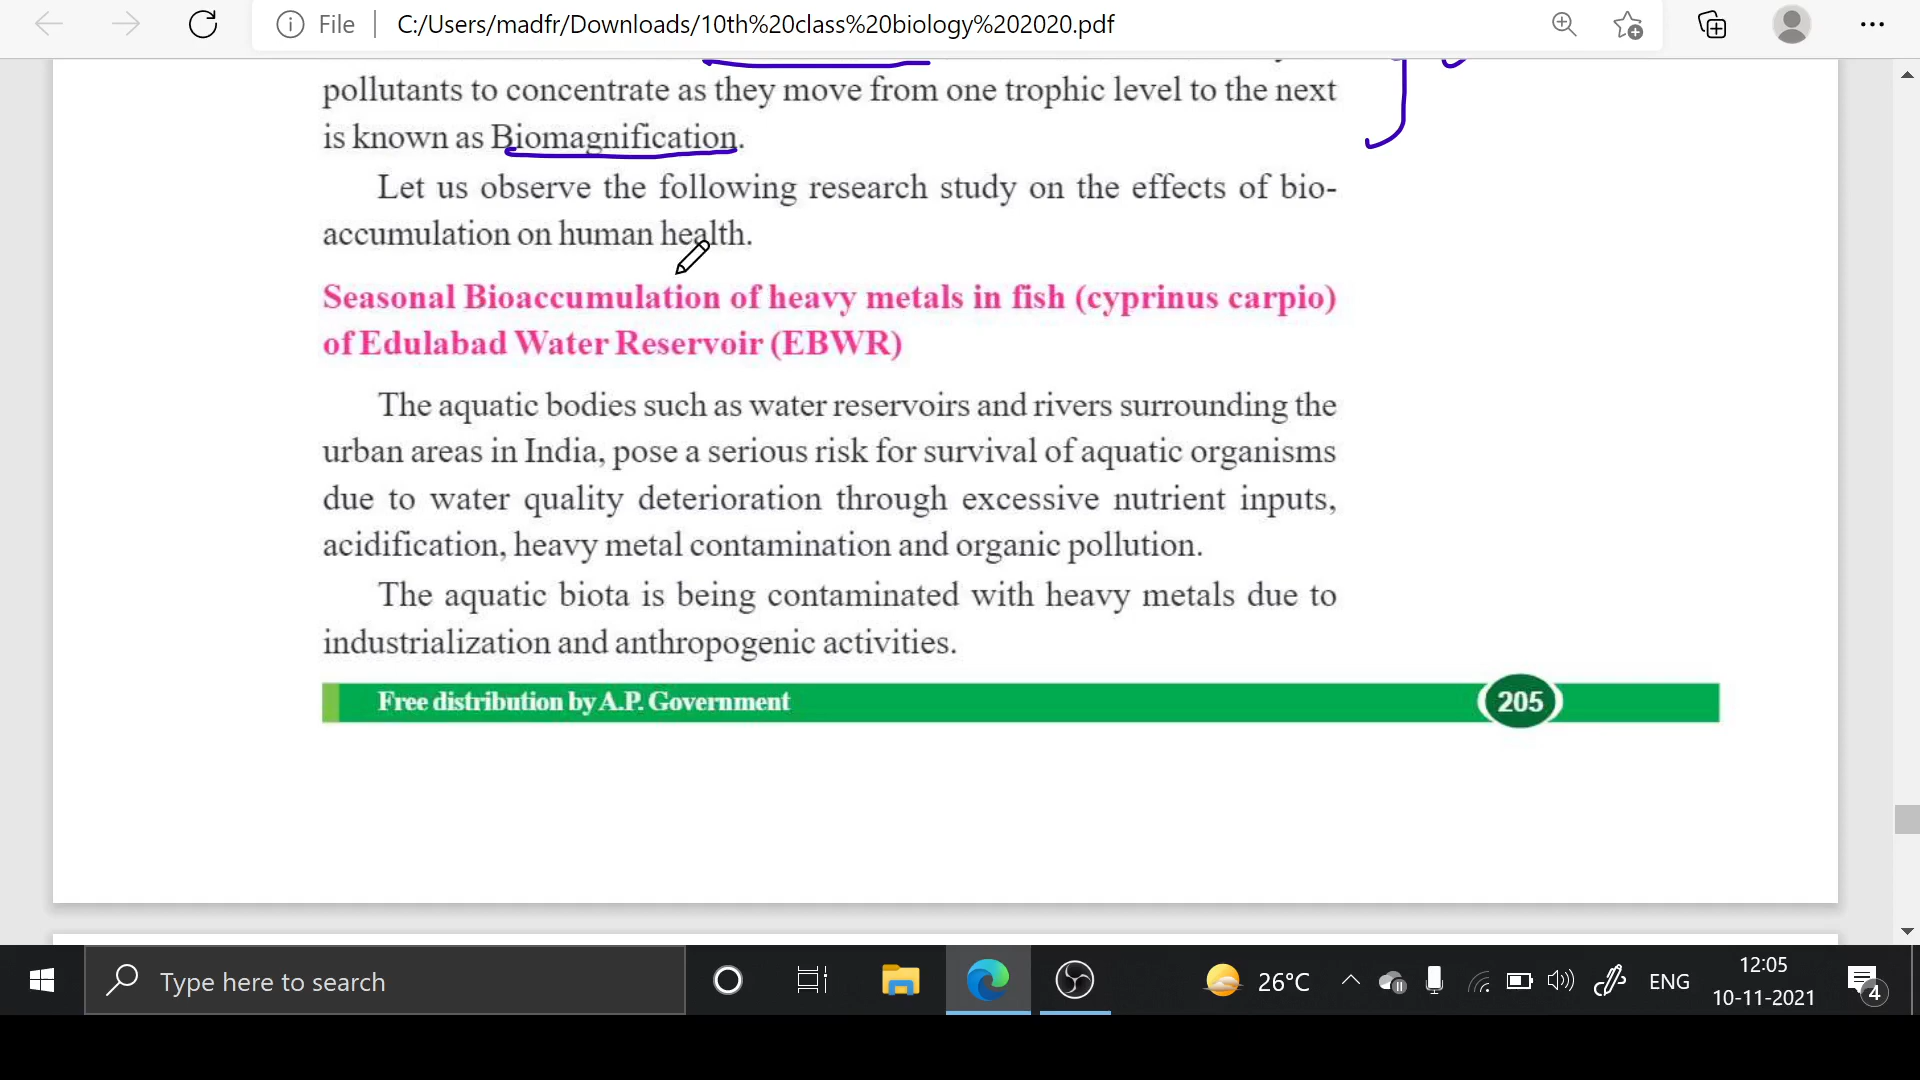 File
C:/Users/madfr/Downloads/10th%20class%20biology%202020.pdf
pollutants to concentrate as they move from one trophic level to the next
is known as Biomagnification.
Let us observe the following research study on the effects of bio-
accumulation on human health.
Seasonal Bioaccumulation of heavy metals in fish (cyprinus carpio)
of Edulabad Water Reservoir (EBWR)
The aquatic bodies such as water reservoirs and rivers surrounding the
urban areas in India, pose a serious risk for survival of aquatic organisms
due to water quality deterioration through excessive nutrient inputs,
acidification, heavy metal contamination and organic pollution.
The aquatic biota is being contaminated with heavy metals due to
industrialization and anthropogenic activities.
Free distribution by A.P. Government
205
Type here to search
26°C
ENG
12:05
10-11-2021
4